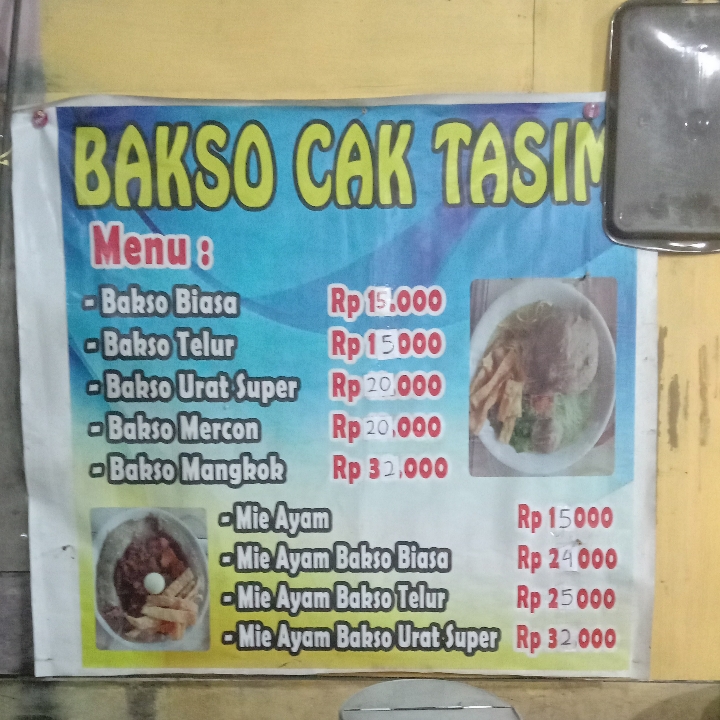 BAKSO CAK TASIM
Menu :
- Bakso Biasa Rp 15.000
- Bakso Telur Rp 15000
- Bakso Urat Super Rp 20.000
- Bakso Mercon Rp 20,000
- Bakso Mangkok Rp 32,000
- Mie Ayam Rp 15000
- Mie Ayam Bakso Biasa Rp 24000
- Mie Ayam Bakso Telur Rp 25000
- Mie Ayam Bakso Urat Super Rp 32.000